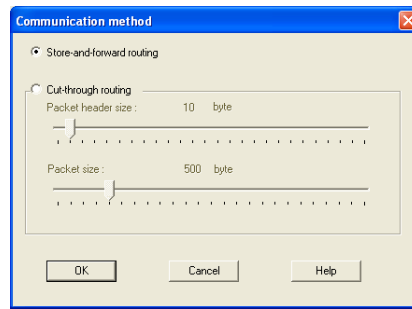 Communication method
Store-and-forward routing
Cut-through routing
Packet header size : 10 byte
Packet size : 500 byte
OK Cancel Help